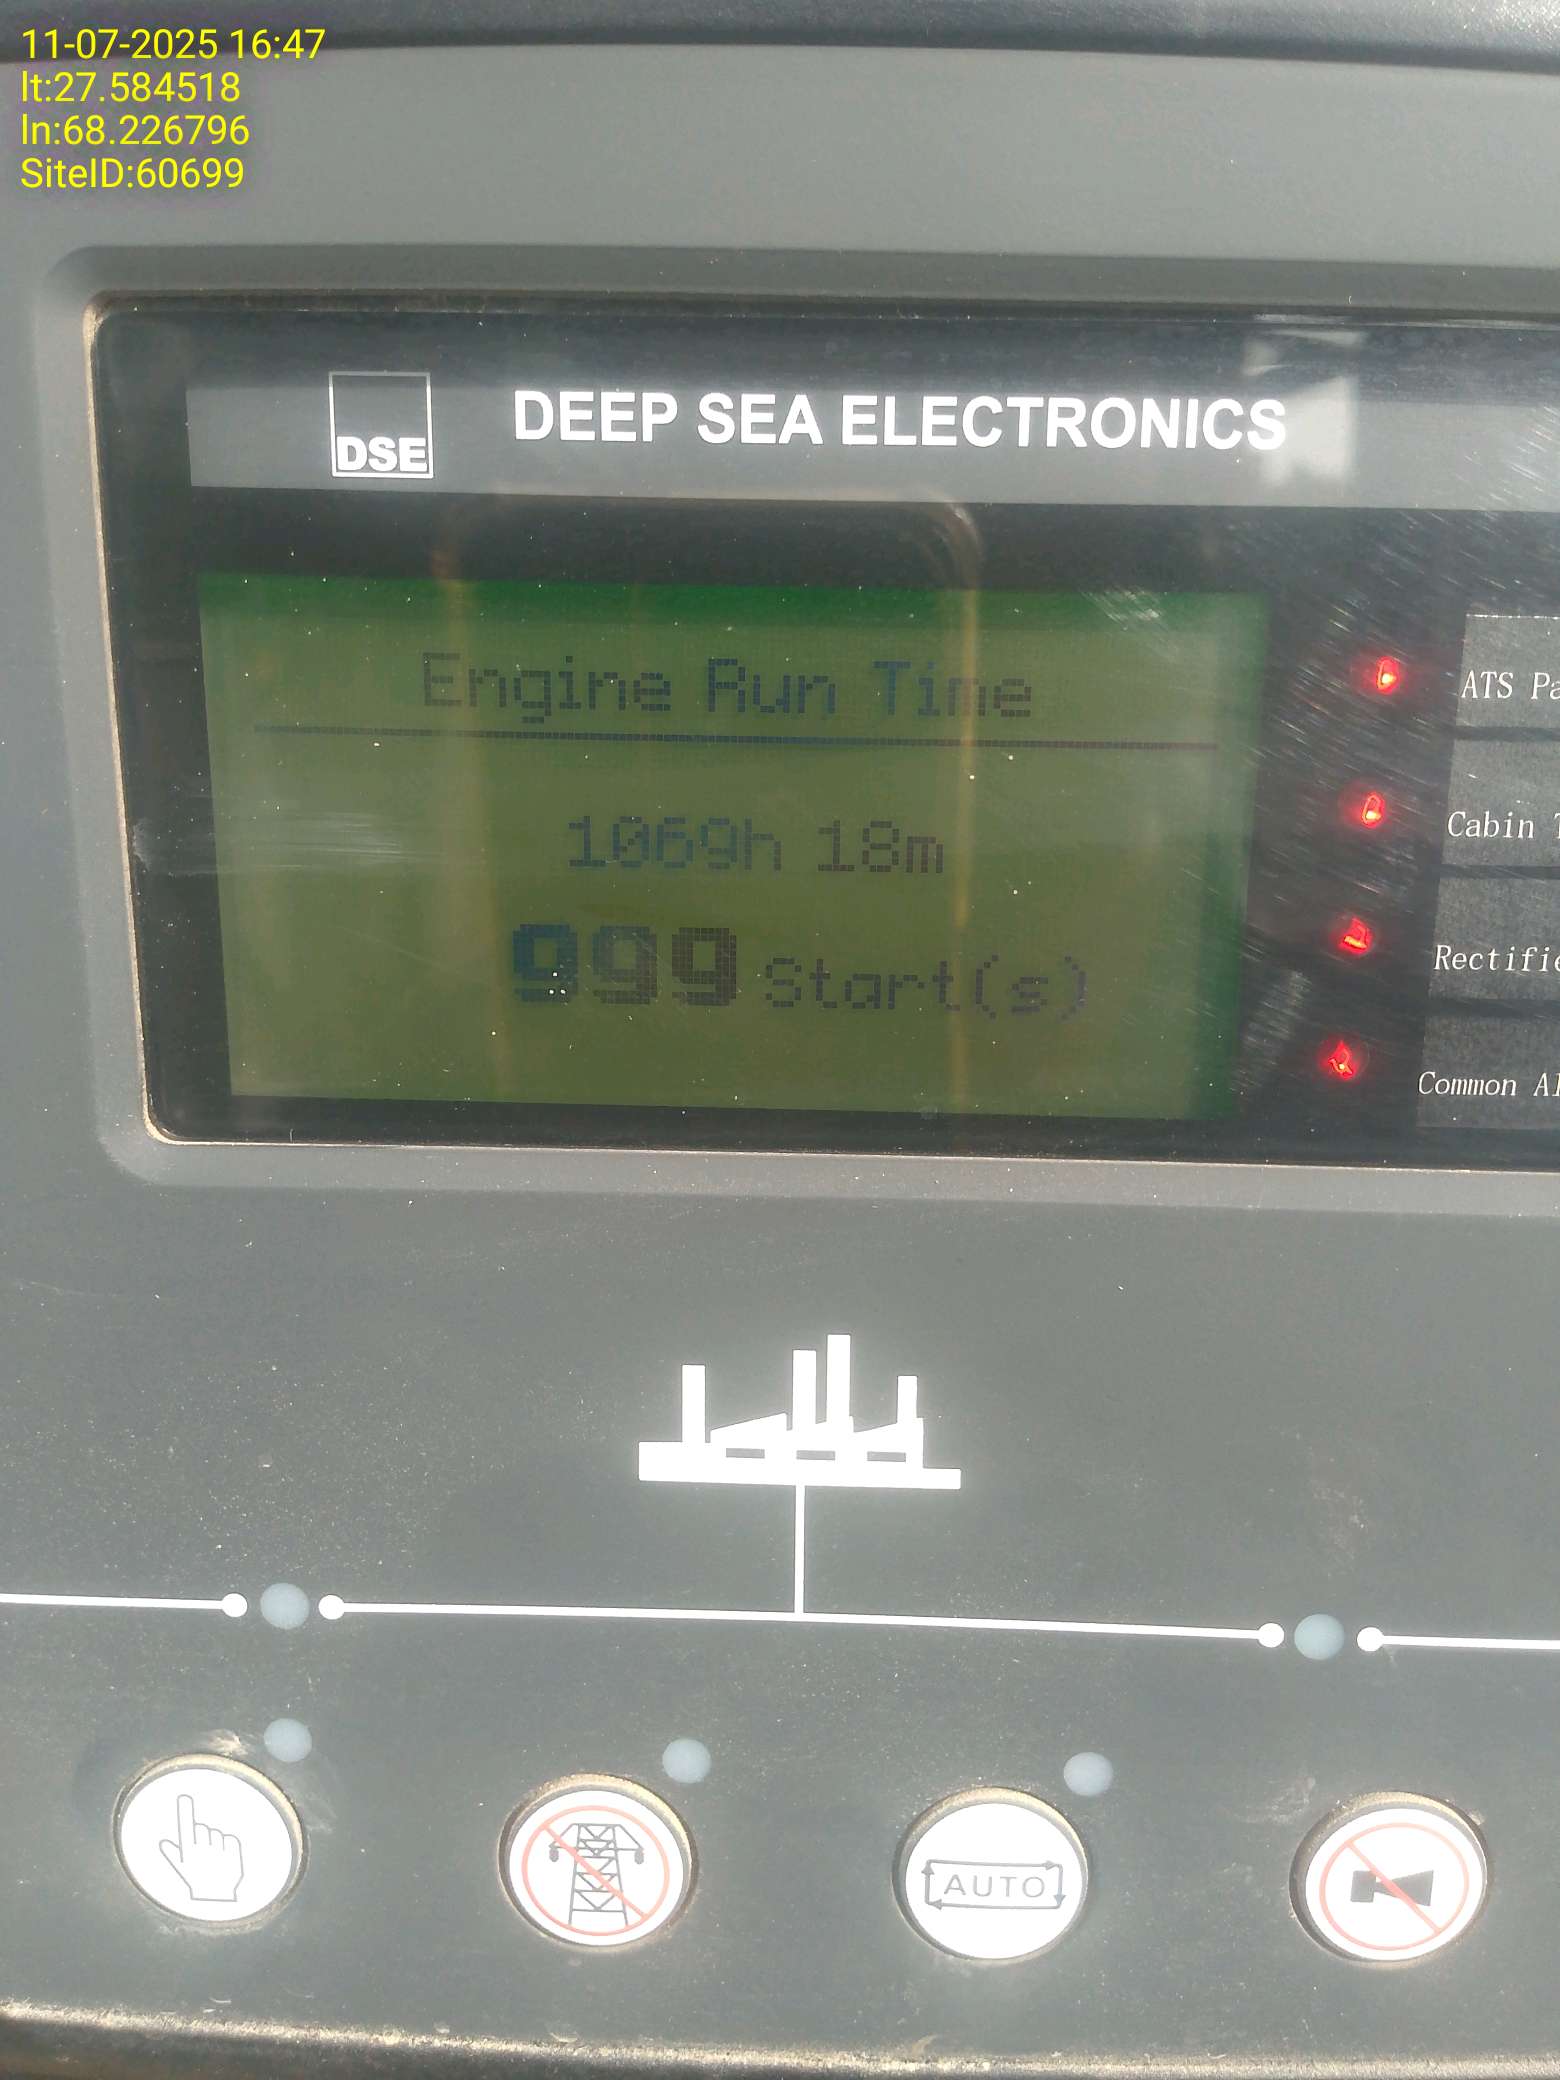 11-07-2025 16:47
lt:27.584518
ln:68.226796
SiteID:60699
DSE
DEEP SEA ELECTRONICS
Engine Run Time
1069h 18m
999 Start(s)
ATS
Cabin
Common
AUTO